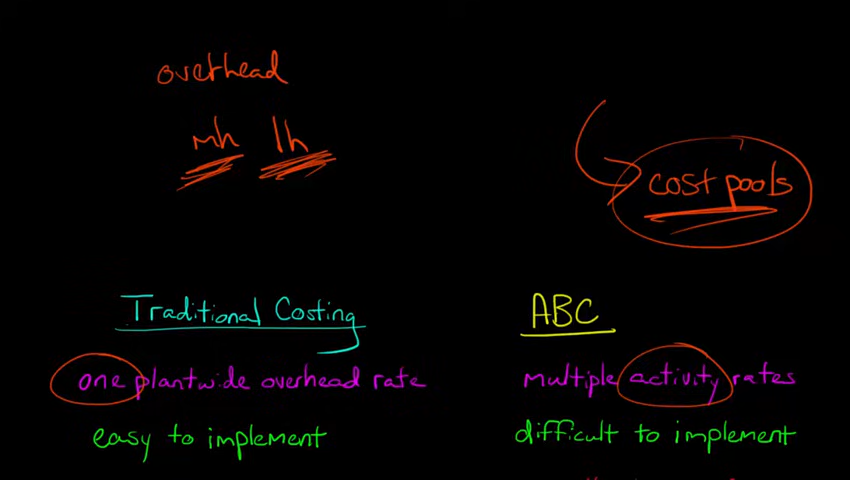 overhead
mh lh
cost pools
Traditional Costing
ABC
one plantwide overhead rate
multiple activity rates
easy to implement
difficult to implement